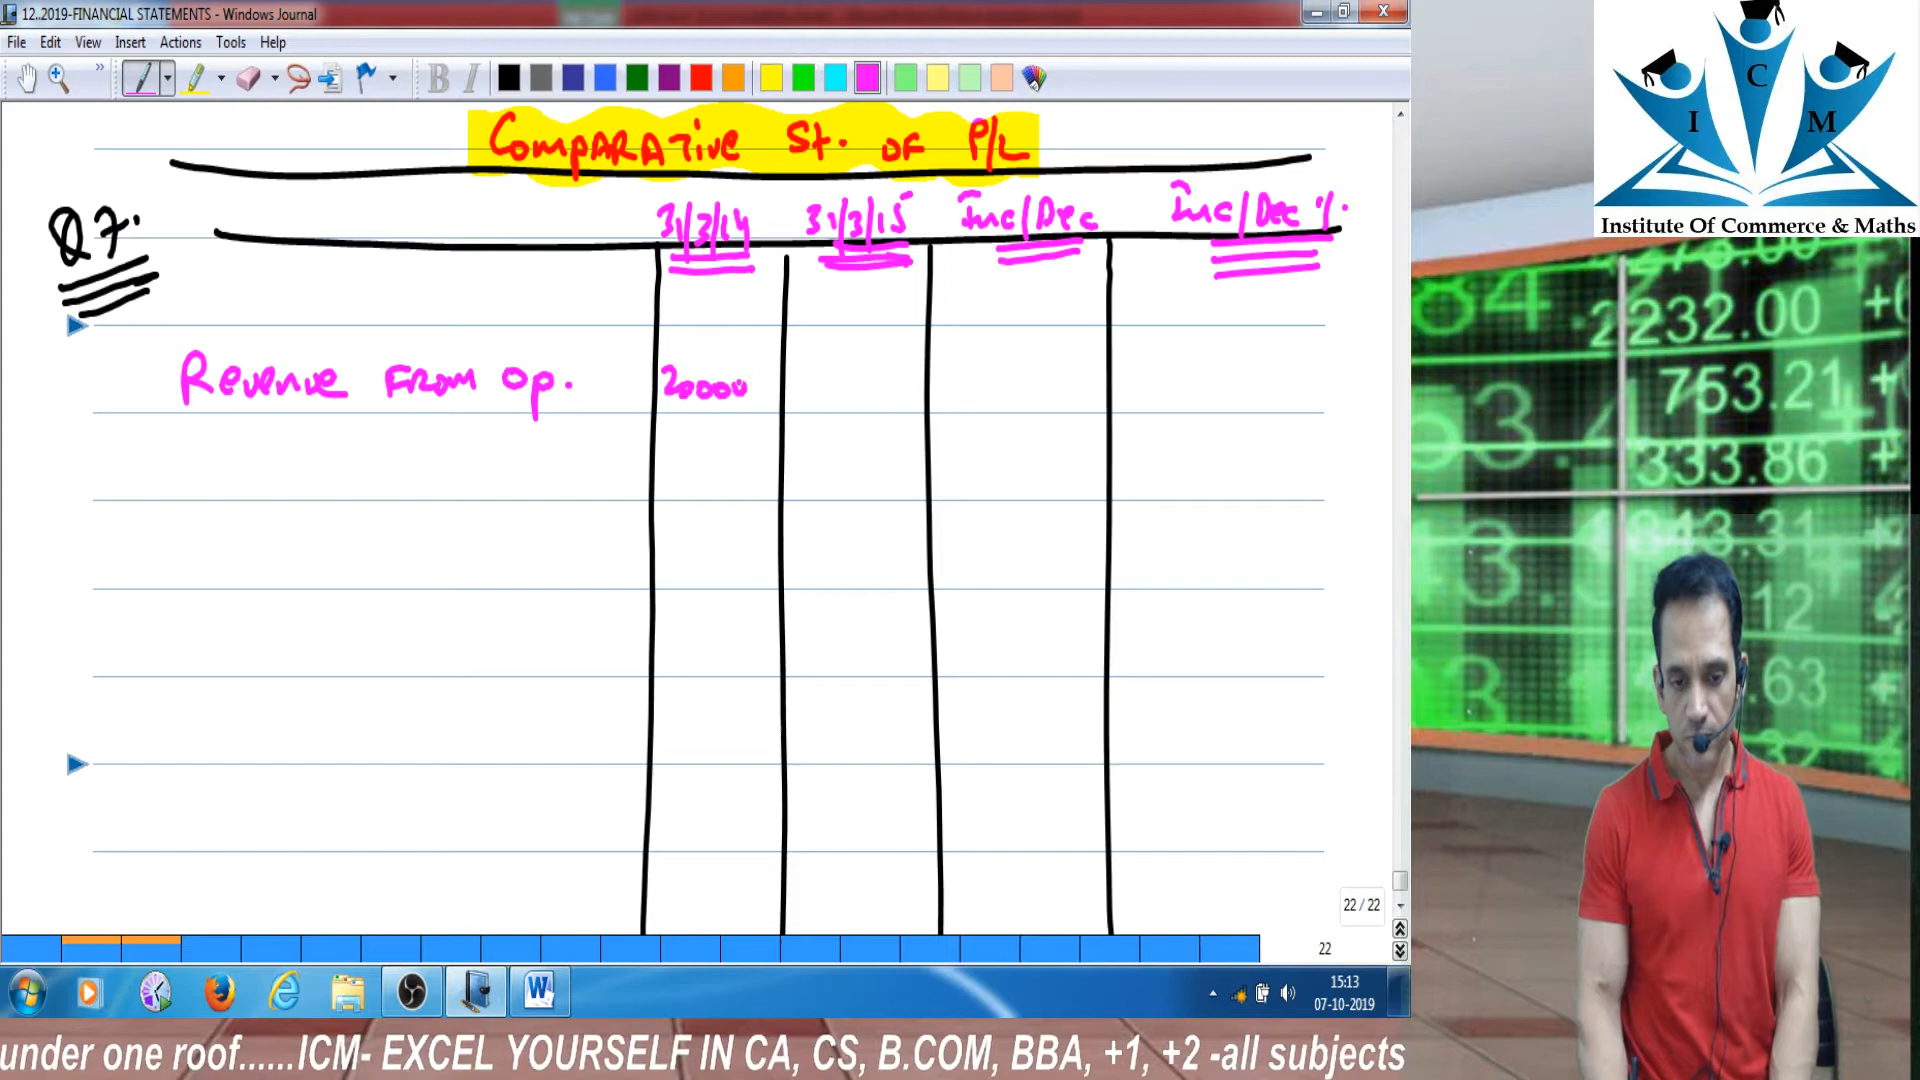 12..2019-FINANCIAL STATEMENTS - Windows Journal
File Edit View Insert Actions Tools Help
B I
Comparative St. of P/L
Q7.
31/3/14 31/3/15 Inc/Dec Inc/Dec %.
Revenue From Op. 20000
22 / 22
22
15:13
07-10-2019
I C M
Institute Of Commerce & Maths
2232.00
753.21
333.86
under one roof......ICM- EXCEL YOURSELF IN CA, CS, B.COM, BBA, +1, +2 -all subjects